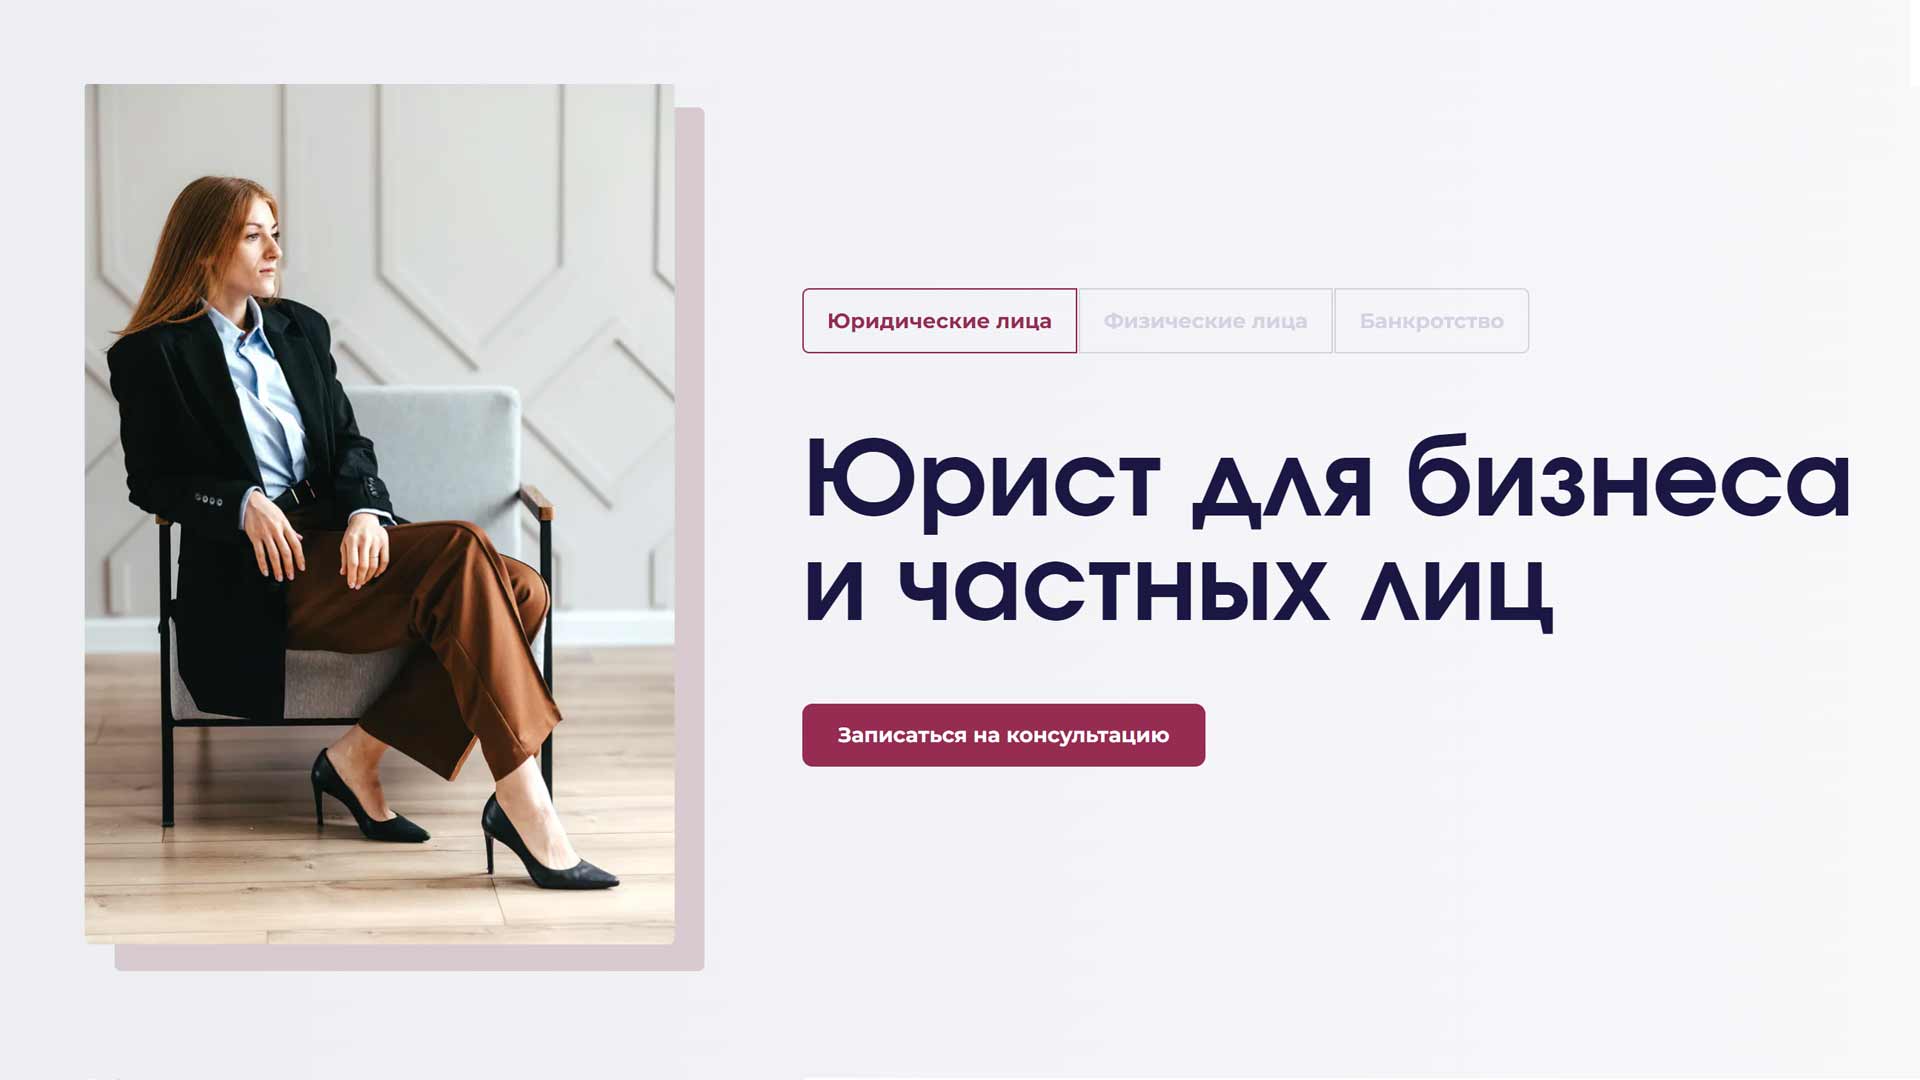 Юридические лица
Физические лица
Банкротство
Юрист для бизнеса
и частных лиц
Записаться на консультацию